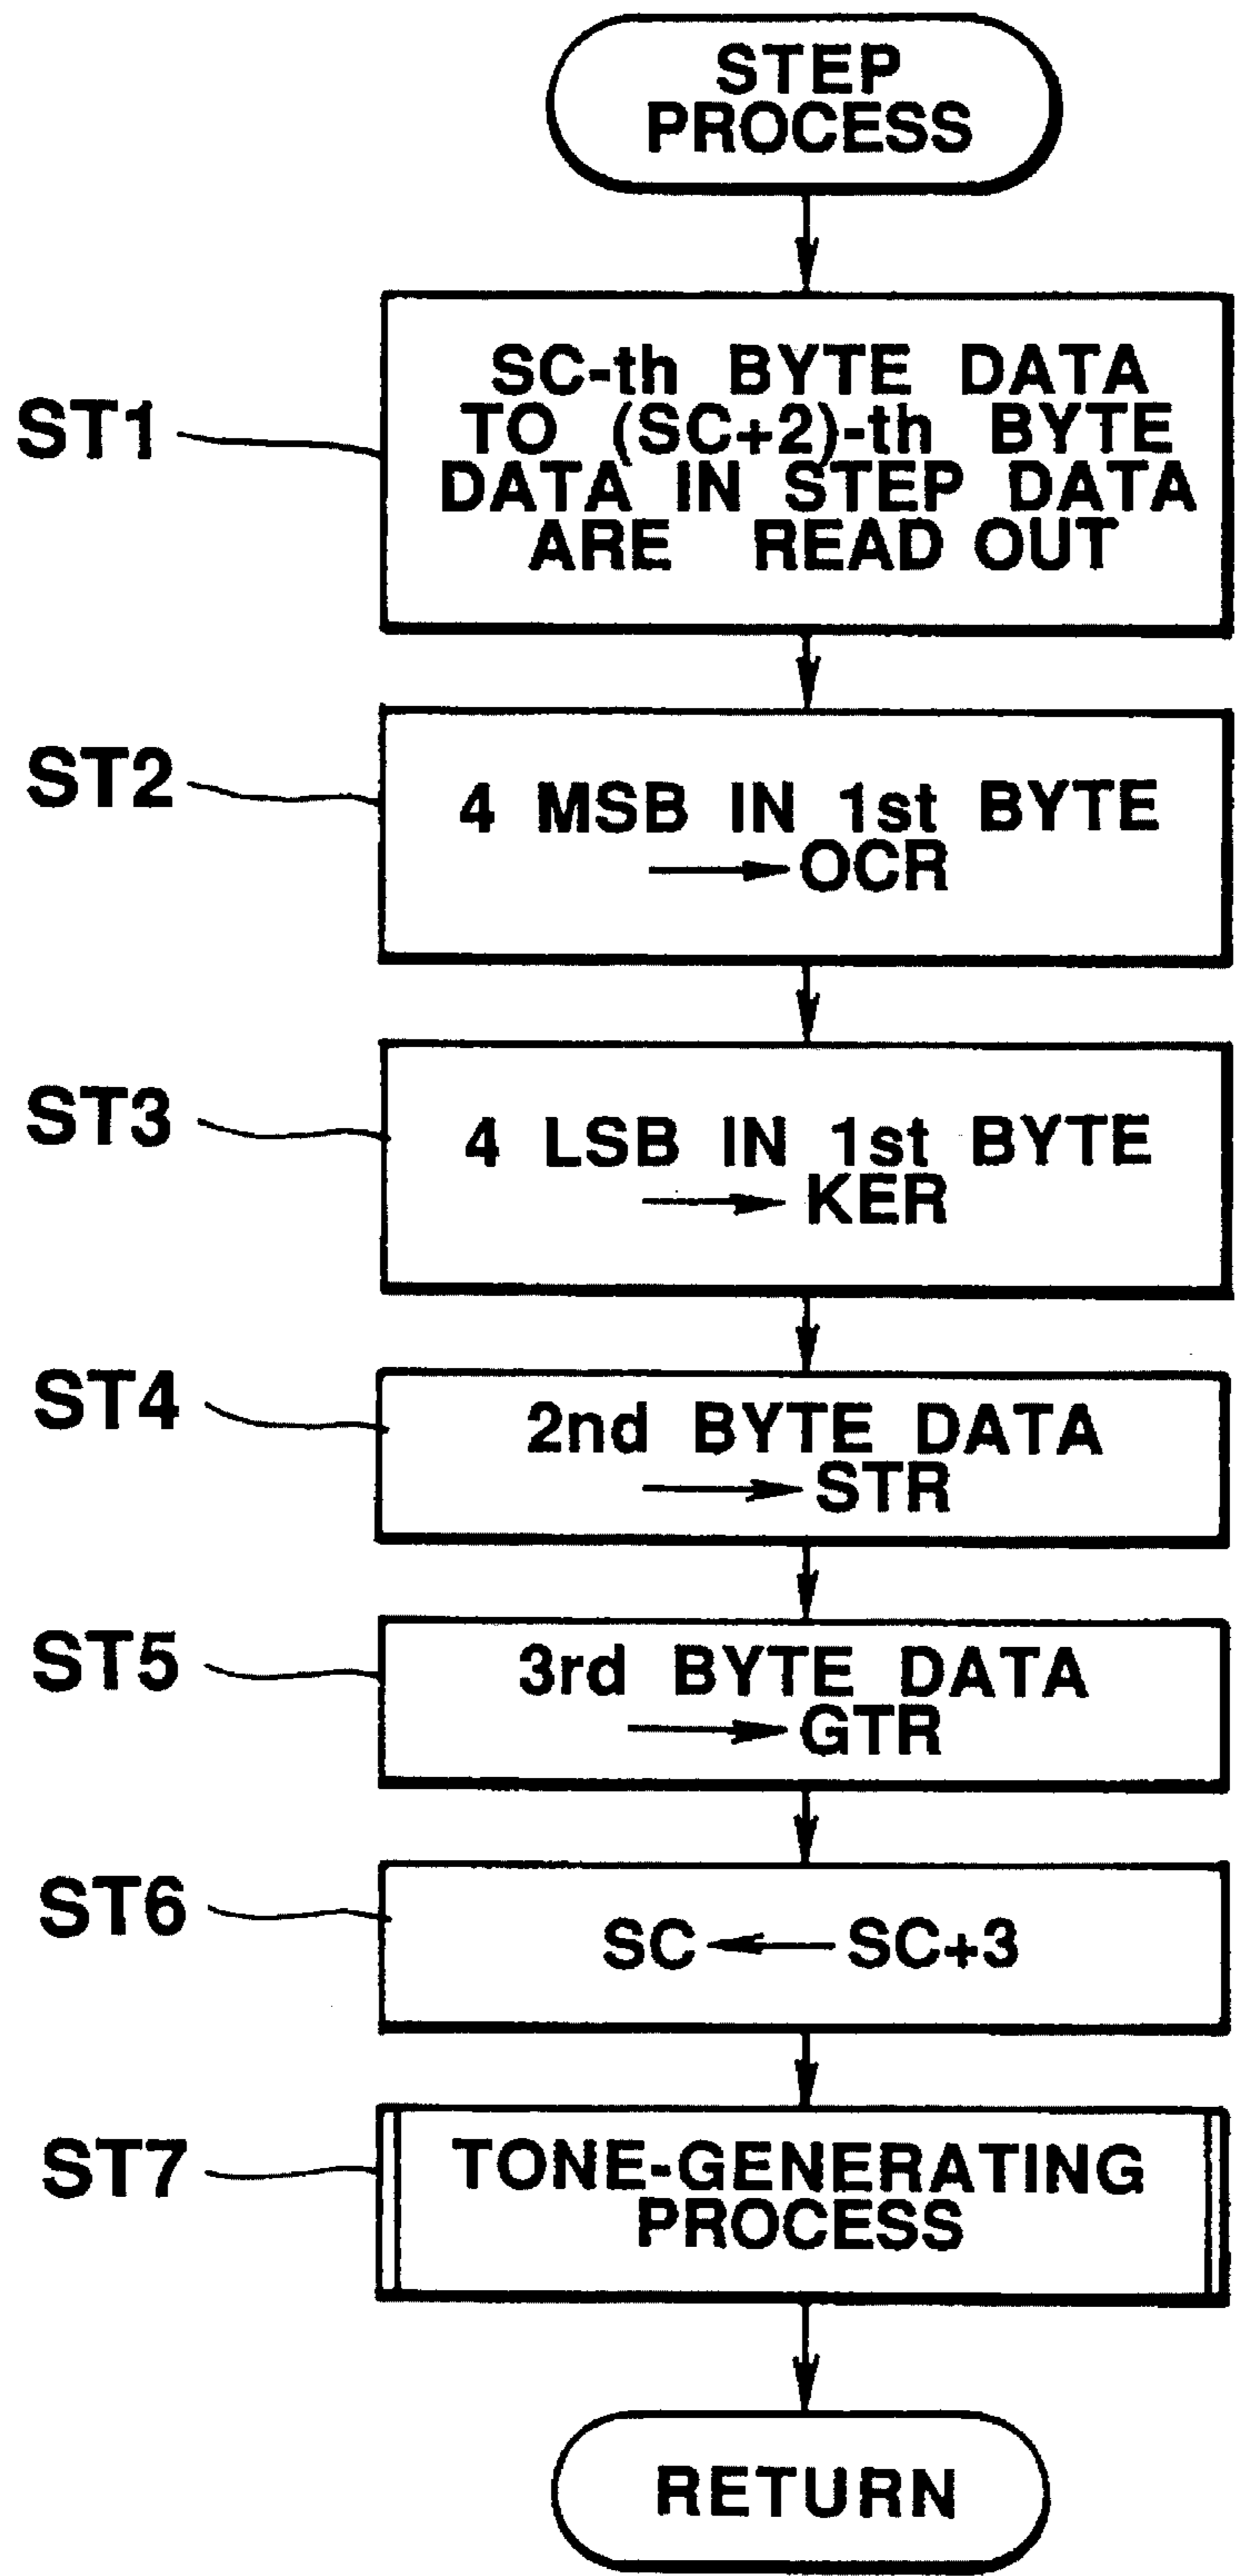 STEP
PROCESS
ST1
SC-th BYTE DATA
TO (SC+2)-th BYTE
DATA IN STEP DATA
ARE READ OUT
ST2
4 MSB IN 1st BYTE
→ OCR
ST3
4 LSB IN 1st BYTE
→ KER
ST4
2nd BYTE DATA
→ STR
ST5
3rd BYTE DATA
→ GTR
ST6
SC ← SC+3
ST7
TONE-GENERATING
PROCESS
RETURN